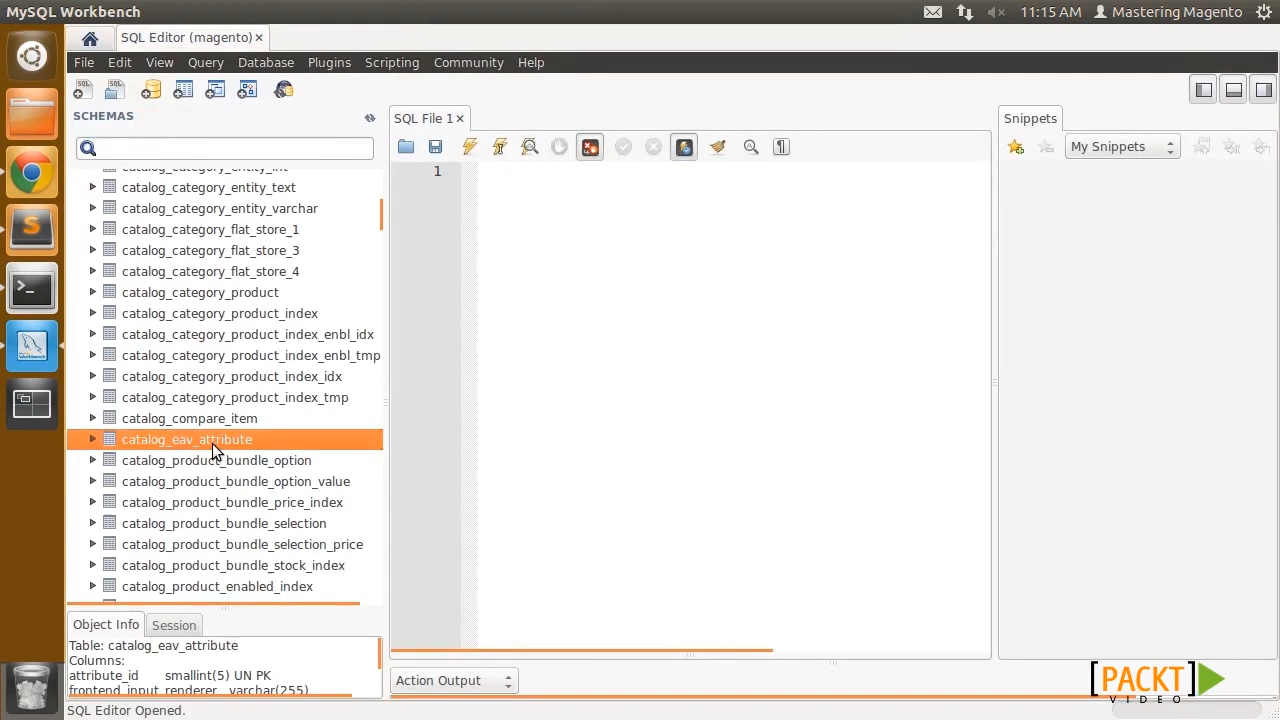 MySQL Workbench
11:15 AM
Mastering Magento
SQL Editor (magento)
File Edit View Query Database Plugins Scripting Community Help
SCHEMAS
SQL File 1
Snippets
My Snippets
1
catalog_category_entity_int
catalog_category_entity_text
catalog_category_entity_varchar
catalog_category_flat_store_1
catalog_category_flat_store_3
catalog_category_flat_store_4
catalog_category_product
catalog_category_product_index
catalog_category_product_index_enbl_idx
catalog_category_product_index_enbl_tmp
catalog_category_product_index_idx
catalog_category_product_index_tmp
catalog_compare_item
catalog_eav_attribute
catalog_product_bundle_option
catalog_product_bundle_option_value
catalog_product_bundle_price_index
catalog_product_bundle_selection
catalog_product_bundle_selection_price
catalog_product_bundle_stock_index
catalog_product_enabled_index
Object Info Session
Table: catalog_eav_attribute
Columns:
attribute_id smallint(5) UN PK
frontend_input_renderer varchar(255)
Action Output
SQL Editor Opened.
[PACKT]
VIDEO